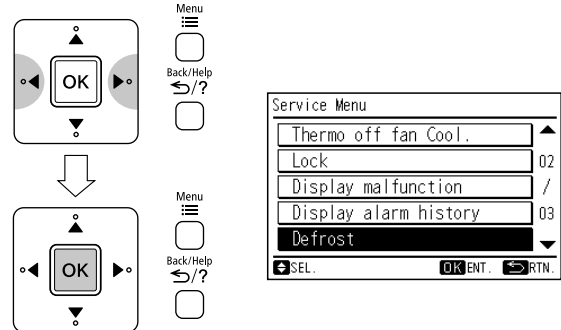 Menu
OK
Back/Help
/?
Menu
OK
Back/Help
/?
Service Menu
Thermo off fan Cool.
Lock
02
Display malfunction
/
Display alarm history
03
Defrost
SEL.
OK ENT.
RTN.